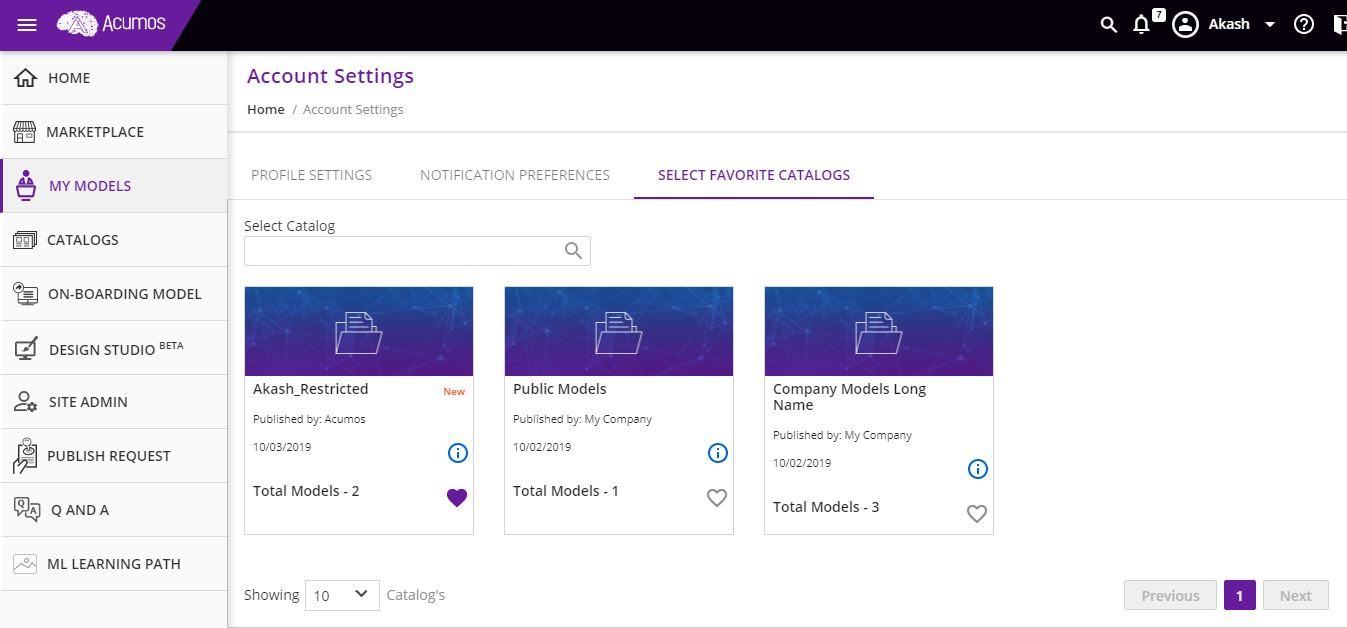 Acumos
7
Akash
HOME
MARKETPLACE
MY MODELS
CATALOGS
ON-BOARDING MODEL
DESIGN STUDIO BETA
SITE ADMIN
PUBLISH REQUEST
Q AND A
ML LEARNING PATH
Account Settings
Home / Account Settings
PROFILE SETTINGS NOTIFICATION PREFERENCES SELECT FAVORITE CATALOGS
Select Catalog
Akash_Restricted
New
Published by: Acumos
10/03/2019
Total Models - 2
Public Models
Published by: My Company
10/02/2019
Total Models - 1
Company Models Long
Name
Published by: My Company
10/02/2019
Total Models - 3
Showing 10 Catalog's
Previous 1 Next